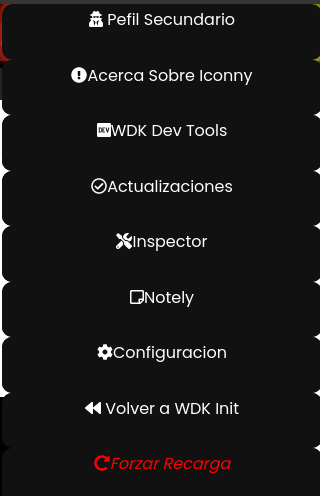 Pefil Secundario
Acerca Sobre Iconny
DEV WDK Dev Tools
Actualizaciones
Inspector
Notely
Configuracion
Volver a WDK Init
Forzar Recarga